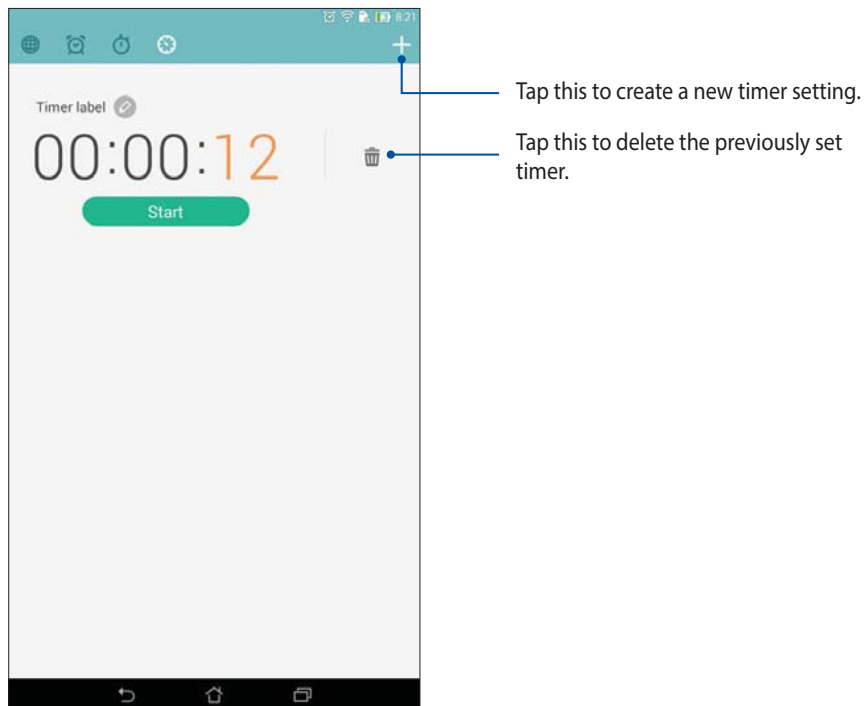 8:21
Tap this to create a new timer setting.
Timer label
Tap this to delete the previously set
timer.
00:00:12
Start